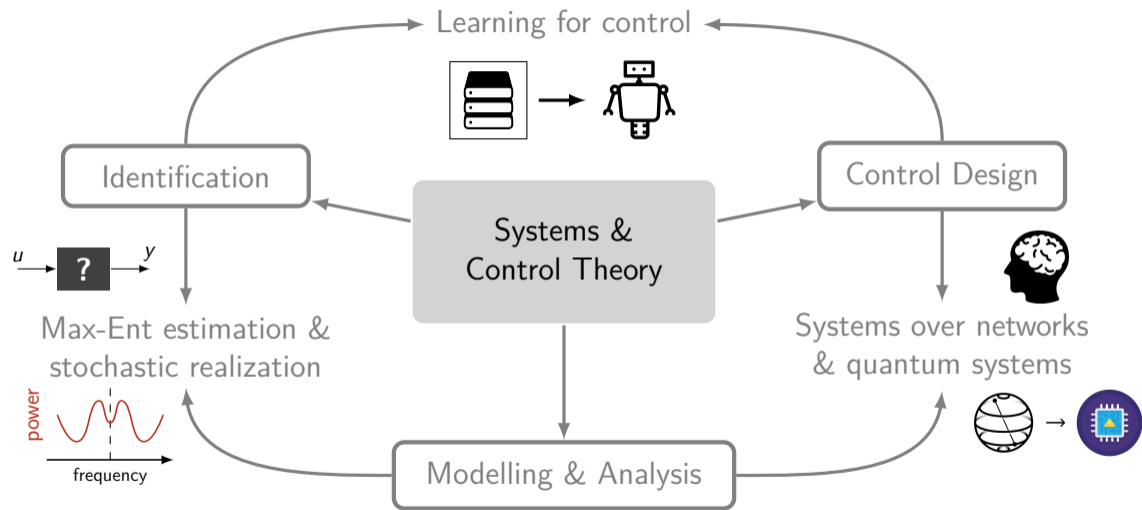 Learning for control
Identification
Control Design
Systems &
Control Theory
u
?
y
Max-Ent estimation &
stochastic realization
Systems over networks
& quantum systems
power
frequency
Modelling & Analysis